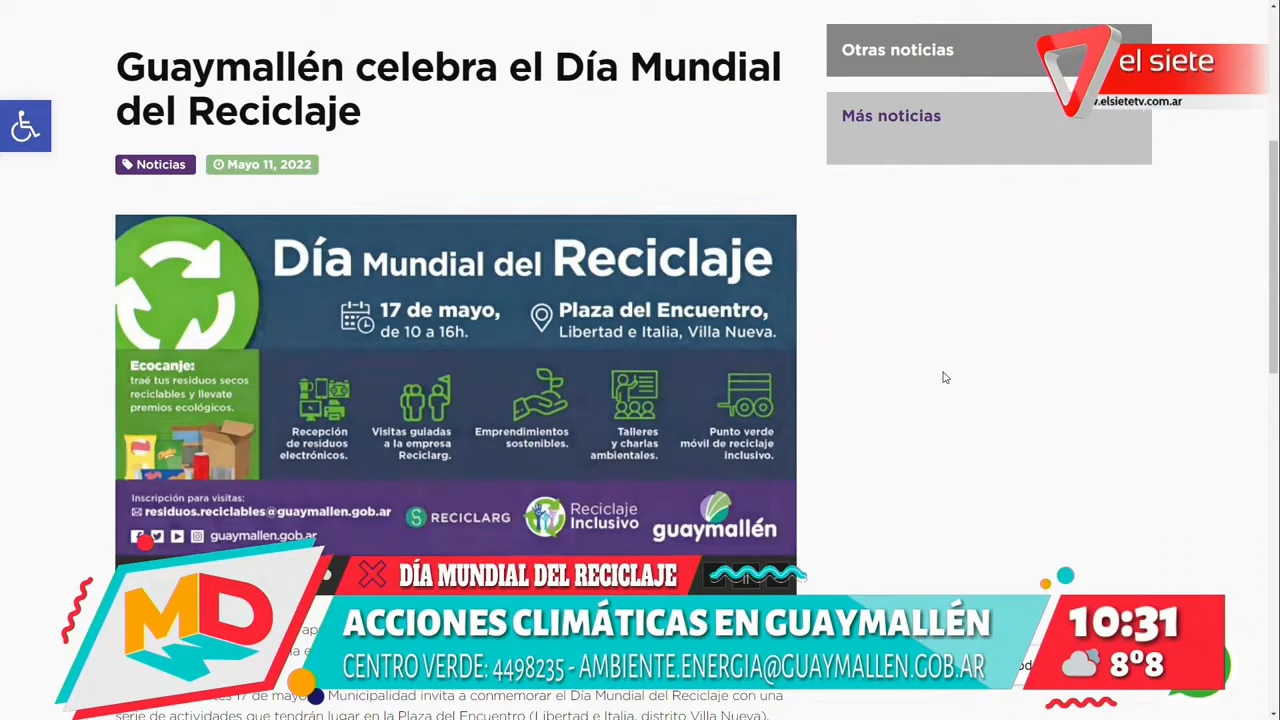 Guaymallén celebra el Día Mundial
del Reciclaje
Noticias
Mayo 11, 2022
Otras noticias
Más noticias
el siete
.elsietetv.com.ar
Día Mundial del Reciclaje
17 de mayo,
de 10 a 16h.
Plaza del Encuentro,
Libertad e Italia, Villa Nueva.
Ecocanje:
traé tus residuos secos
reciclables y llevate
premios ecológicos.
Recepción
de residuos
electrónicos.
Visitas guiadas
a la empresa
Reciclarg.
Emprendimientos
sostenibles.
Talleres
y charlas
ambientales.
Punto verde
móvil de reciclaje
inclusivo.
Inscripción para visitas:
residuos.reciclables@guaymallen.gob.ar
guaymallen.gob.ar
RECICLARG
Reciclaje
Inclusivo
guaymallén
MD
DÍA MUNDIAL DEL RECICLAJE
ACCIONES CLIMÁTICAS EN GUAYMALLÉN
CENTRO VERDE: 4498235 - AMBIENTE.ENERGIA@GUAYMALLEN.GOB.AR
10:31
8º8
17 de mayo Municipalidad invita a conmemorar el Día Mundial del Reciclaje con una
serie de actividades que tendrán lugar en la Plaza del Encuentro (Libertad e Italia, distrito Villa Nueva).